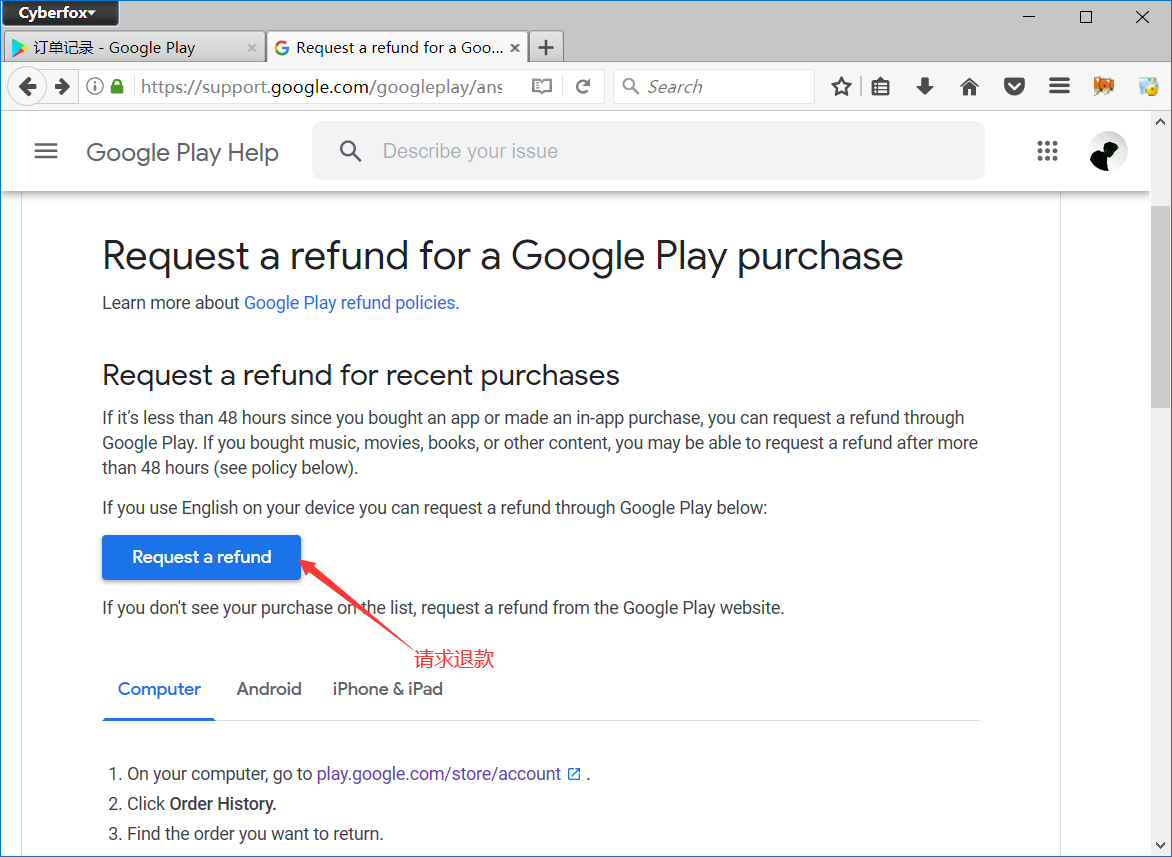 Cyberfox
订单记录 - Google Play
Request a refund for a Goo...
https://support.google.com/googleplay/ans
Search
Google Play Help
Describe your issue
Request a refund for a Google Play purchase
Learn more about Google Play refund policies.
Request a refund for recent purchases
If it’s less than 48 hours since you bought an app or made an in-app purchase, you can request a refund through
Google Play. If you bought music, movies, books, or other content, you may be able to request a refund after more
than 48 hours (see policy below).
If you use English on your device you can request a refund through Google Play below:
Request a refund
If you don't see your purchase on the list, request a refund from the Google Play website.
请求退款
Computer Android iPhone & iPad
1. On your computer, go to play.google.com/store/account .
2. Click Order History.
3. Find the order you want to return.